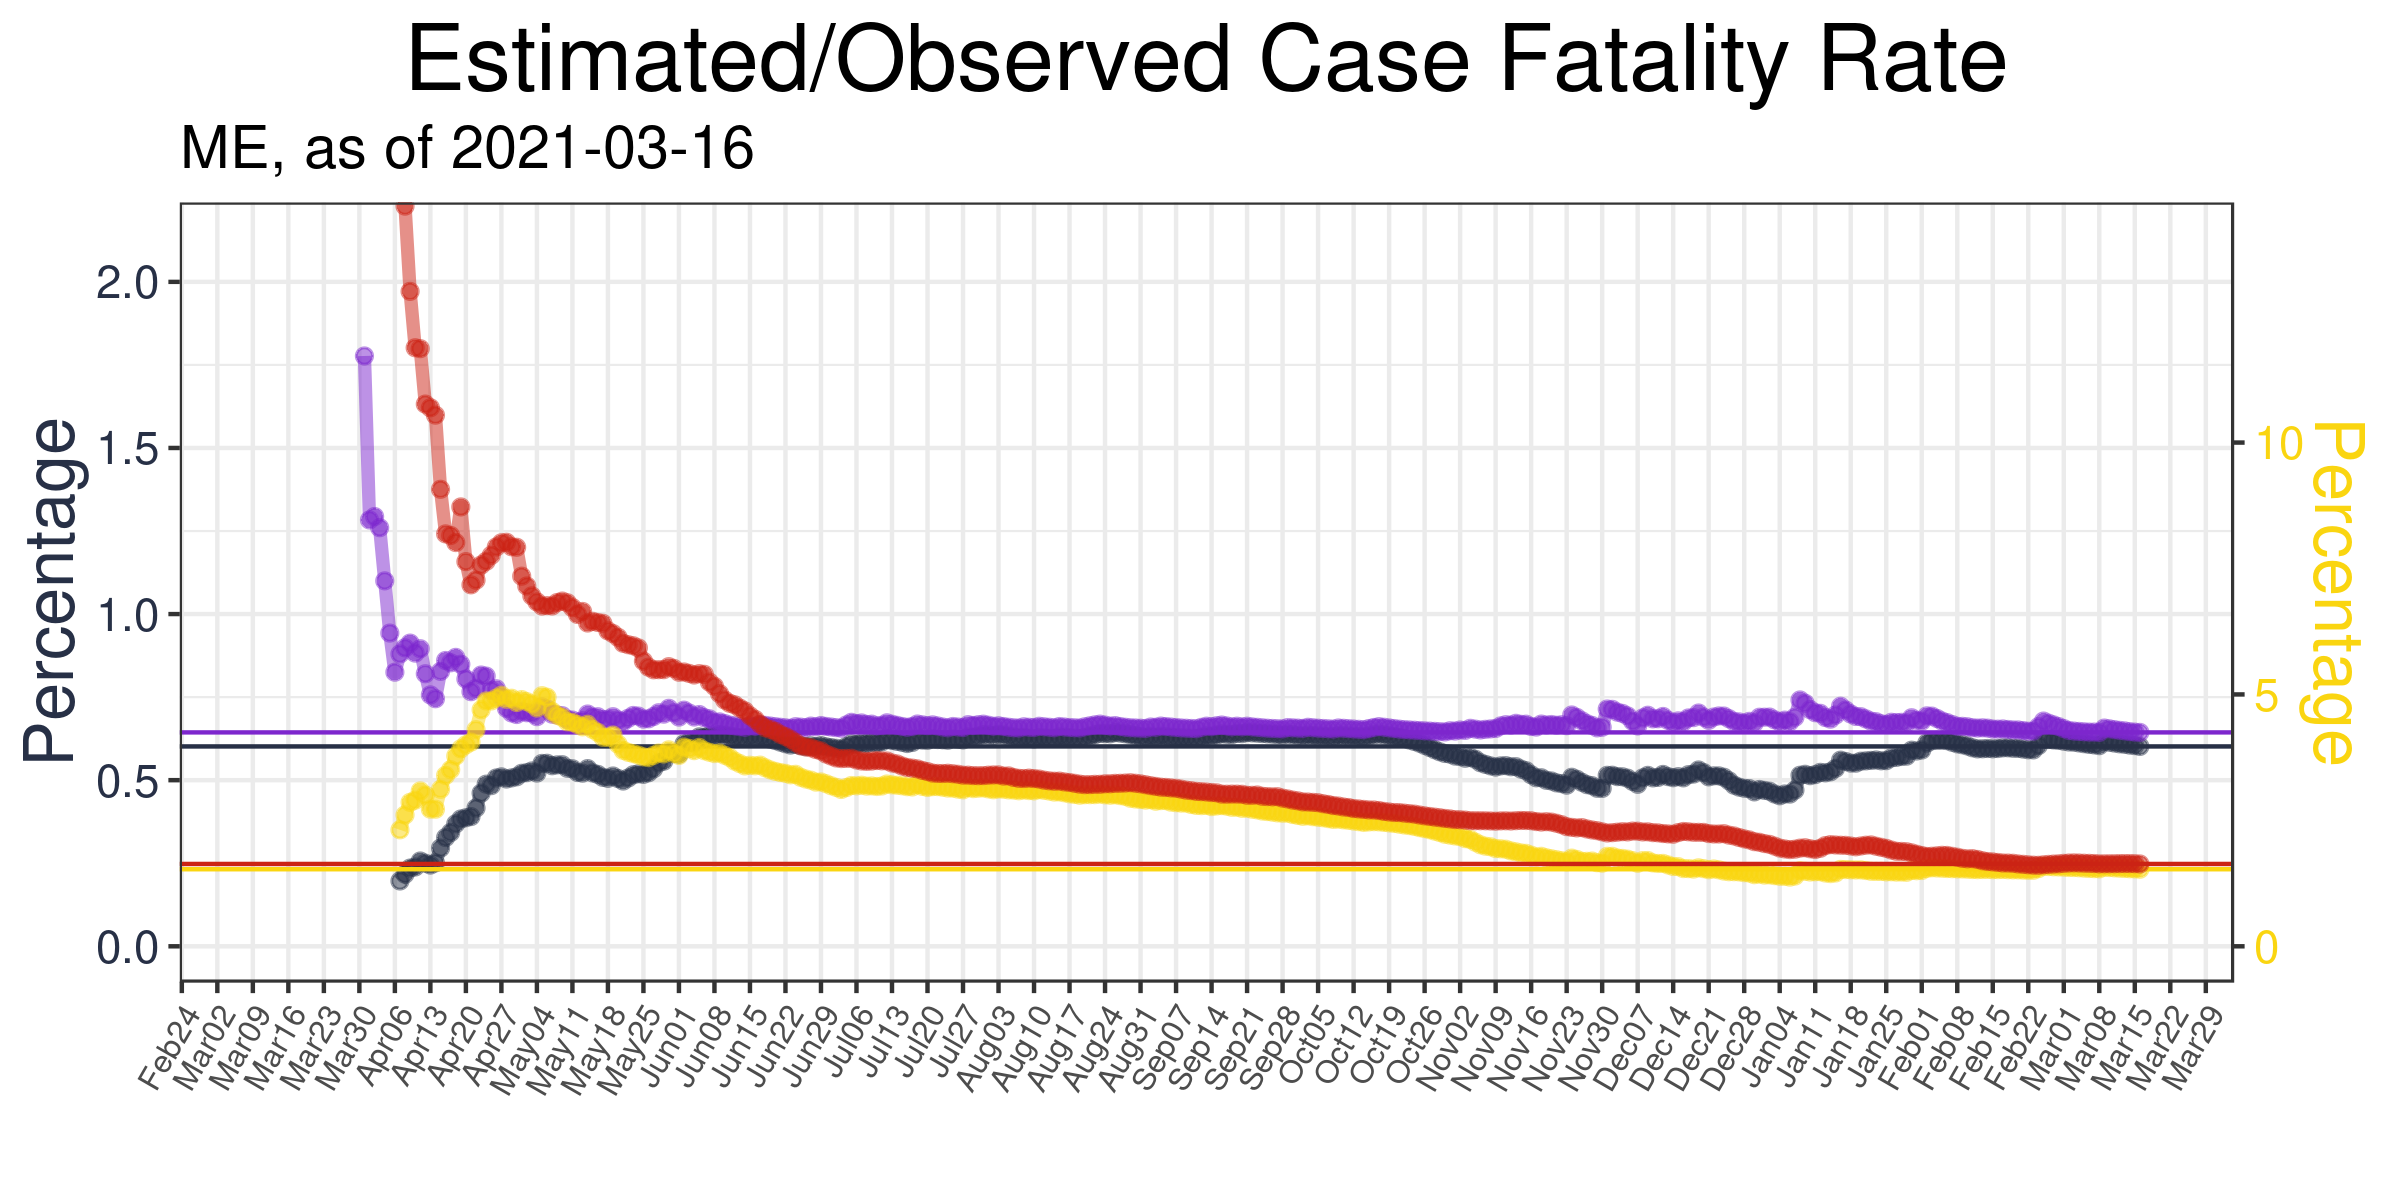 Estimated/Observed Case Fatality Rate
ME, as of 2021-03-16
Percentage
2.0
1.5
1.0
0.5
0.0
10
5
0
Percentage
Feb24
Mar02
Mar09
Mar16
Mar23
Mar30
Apr06
Apr13
Apr20
Apr27
May04
May11
May18
May25
Jun01
Jun08
Jun15
Jun22
Jun29
Jul06
Jul13
Jul20
Jul27
Aug03
Aug10
Aug17
Aug24
Aug31
Sep07
Sep14
Sep21
Sep28
Oct05
Oct12
Oct19
Oct26
Nov02
Nov09
Nov16
Nov23
Nov30
Dec07
Dec14
Dec21
Dec28
Jan04
Jan11
Jan18
Jan25
Feb01
Feb08
Feb15
Feb22
Mar01
Mar08
Mar15
Mar22
Mar29